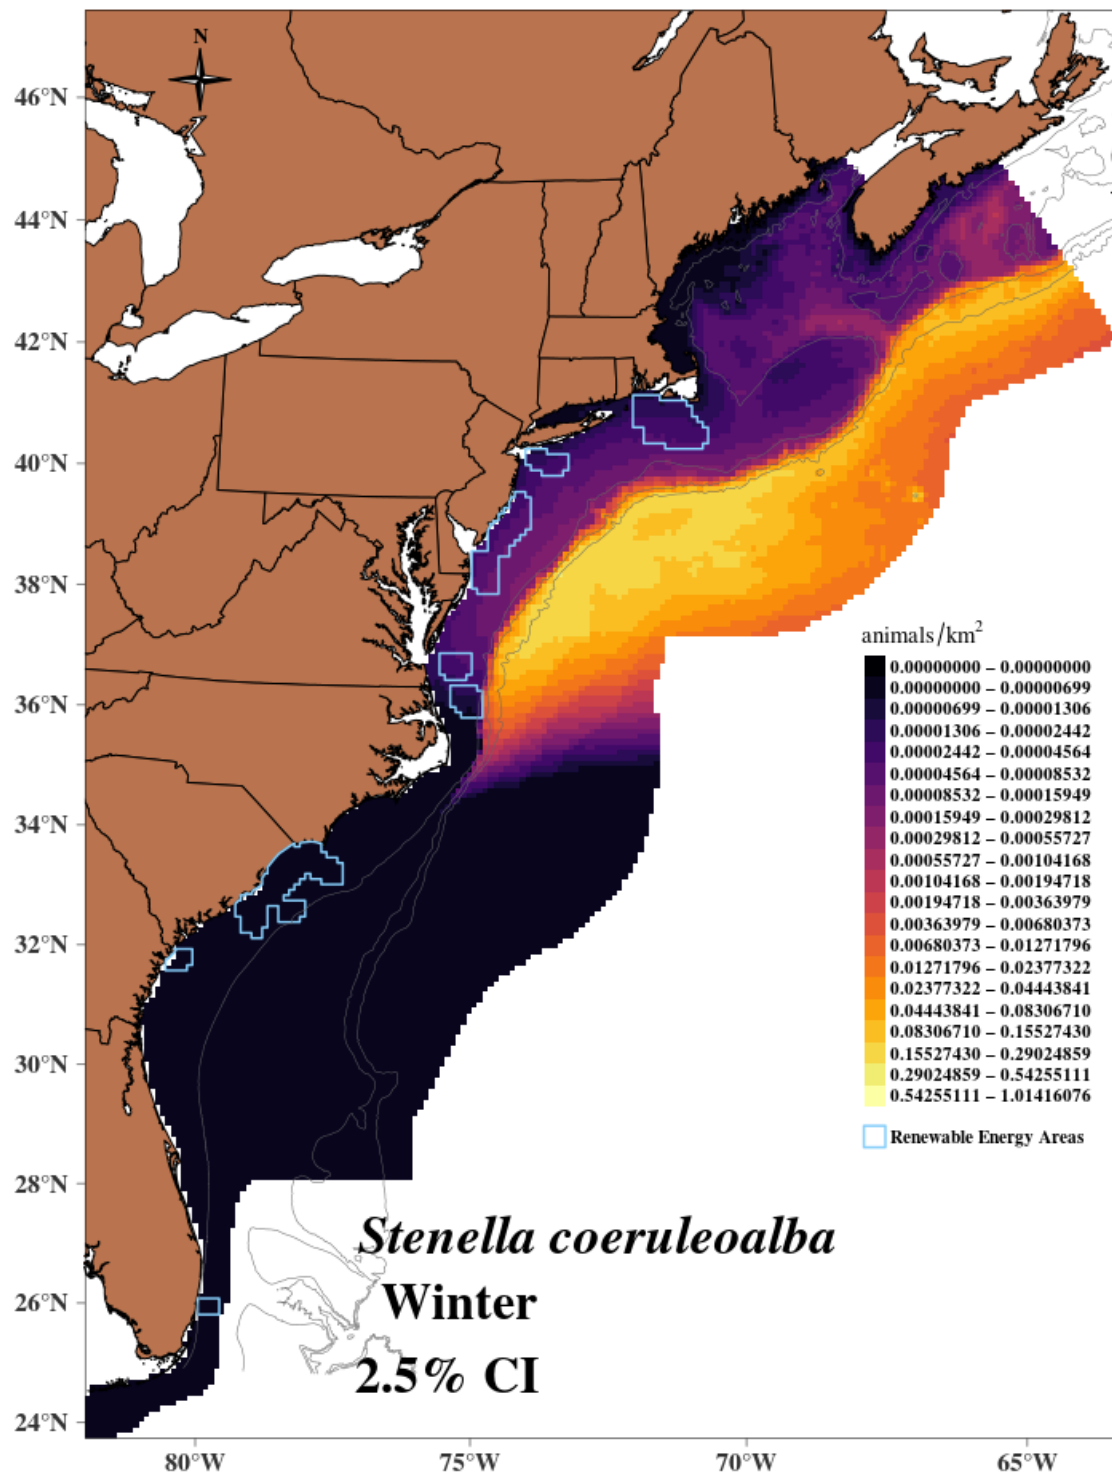 N
46°N
44°N
42°N
40°N
38°N
36°N
34°N
32°N
30°N
28°N
26°N
24°N
80°W
75°W
70°W
65°W
animals/km²
0.00000000 – 0.00000000
0.00000000 – 0.00000699
0.00000699 – 0.00001306
0.00001306 – 0.00002442
0.00002442 – 0.00004564
0.00004564 – 0.00008532
0.00008532 – 0.00015949
0.00015949 – 0.00029812
0.00029812 – 0.00055727
0.00055727 – 0.00104168
0.00104168 – 0.00194718
0.00194718 – 0.00363979
0.00363979 – 0.00680373
0.00680373 – 0.01271796
0.01271796 – 0.02377322
0.02377322 – 0.04443841
0.04443841 – 0.08306710
0.08306710 – 0.15527430
0.15527430 – 0.29024859
0.29024859 – 0.54255111
0.54255111 – 1.01416076
Renewable Energy Areas
Stenella coeruleoalba
Winter
2.5% CI